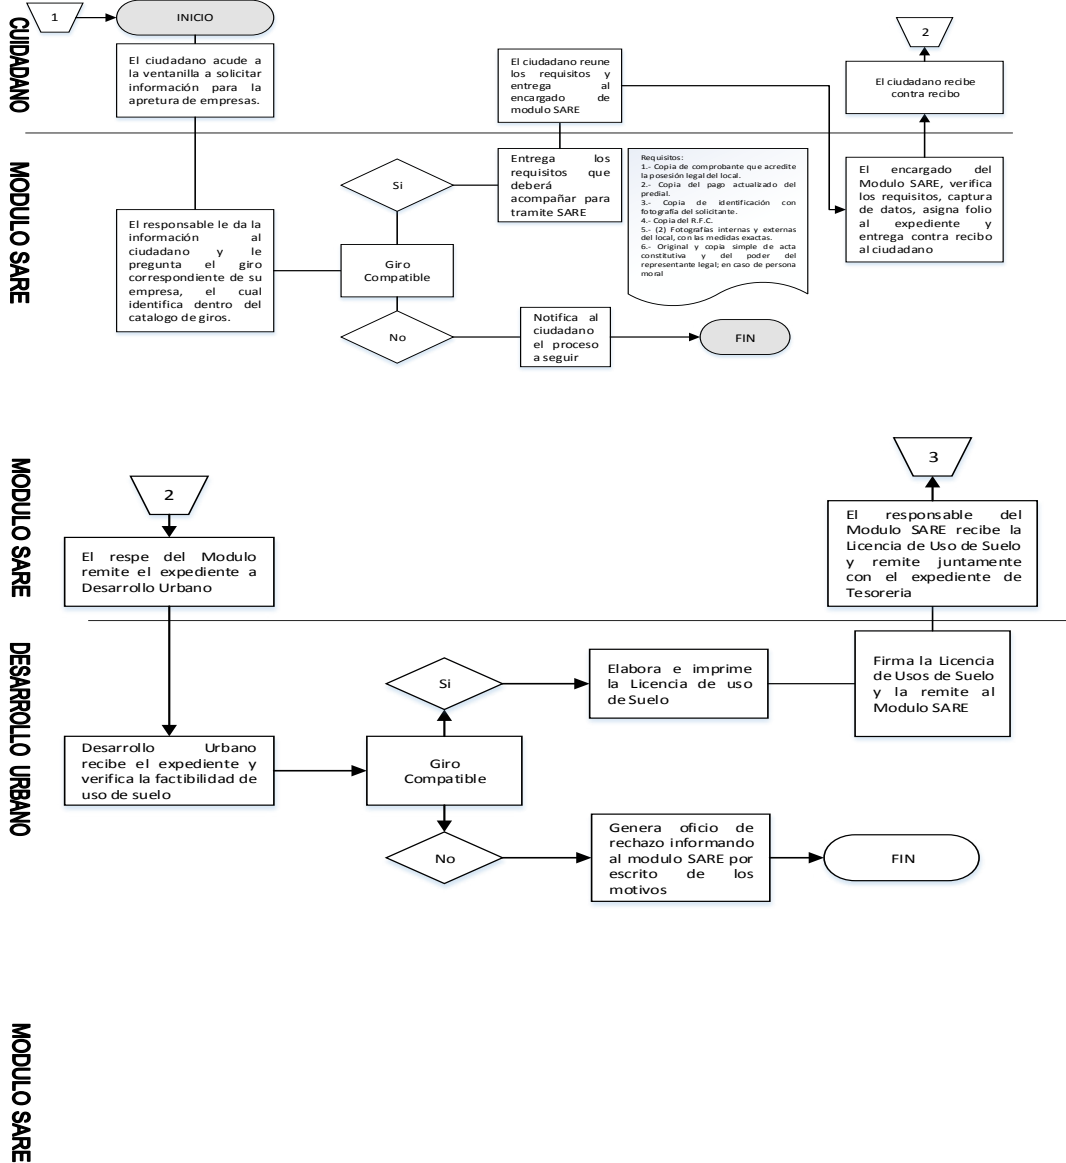 CUIDADANO
1
INICIO
El ciudadano acude a
la ventanilla a solicitar
información para la
apretura de empresas.
El ciudadano reune
los requisitos y
entrega al
encargado de
modulo SARE
2
El ciudadano recibe
contra recibo
MODULO SARE
El responsable le da la
información al
ciudadano y le
pregunta el giro
correspondiente de su
empresa, el cual
identifica dentro del
catalogo de giros.
Si
Giro
Compatible
No
Entrega los
requisitos que
deberá
acompañar para
tramite SARE
Requisitos:
1.- Copia de comprobante que acredite
la posesión legal del local.
2.- Copia del pago actualizado del
predial.
3.- Copia de identificación con
fotografía del solicitante.
4.- Copia del R.F.C.
5.- (2) Fotografías internas y externas
del local, con las medidas exactas.
6.- Original y copia simple de acta
constitutiva y del poder del
representante legal; en caso de persona
moral
El encargado del
Modulo SARE, verifica
los requisitos, captura
de datos, asigna folio
al expediente y
entrega contra recibo
al ciudadano
Notifica al
ciudadano
el proceso
a seguir
FIN
MODULO SARE
2
El respe del Modulo
remite el expediente a
Desarrollo Urbano
3
El responsable del
Modulo SARE recibe la
Licencia de Uso de Suelo
y remite juntamente
con el expediente de
Tesoreria
DESARROLLO URBANO
Desarrollo Urbano
recibe el expediente y
verifica la factibilidad de
uso de suelo
Si
Giro
Compatible
No
Elabora e imprime
la Licencia de uso
de Suelo
Firma la Licencia
de Usos de Suelo
y la remite al
Modulo SARE
Genera oficio de
rechazo informando
al modulo SARE por
escrito de los
motivos
FIN
MODULO SARE